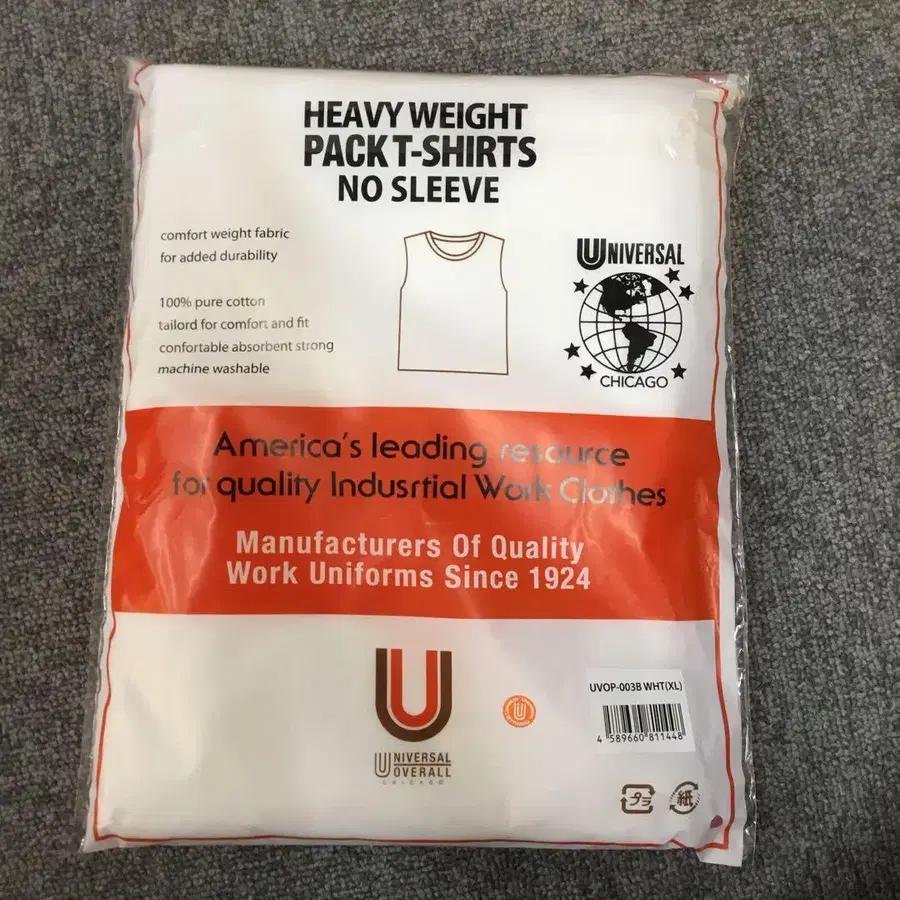 HEAVY WEIGHT
PACK T-SHIRTS
NO SLEEVE
comfort weight fabric
for added durability
100% pure cotton
tailord for comfort and fit
confortable absorbent strong
machine washable
UNIVERSAL
CHICAGO
America's leading resource
for quality Indusrtial Work Clothes
Manufacturers Of Quality
Work Uniforms Since 1924
U
UNIVERSAL
OVERALL
CHICAGO
U
UVOP-003B WHT(XL)
4 589660 811448
プラ
紙